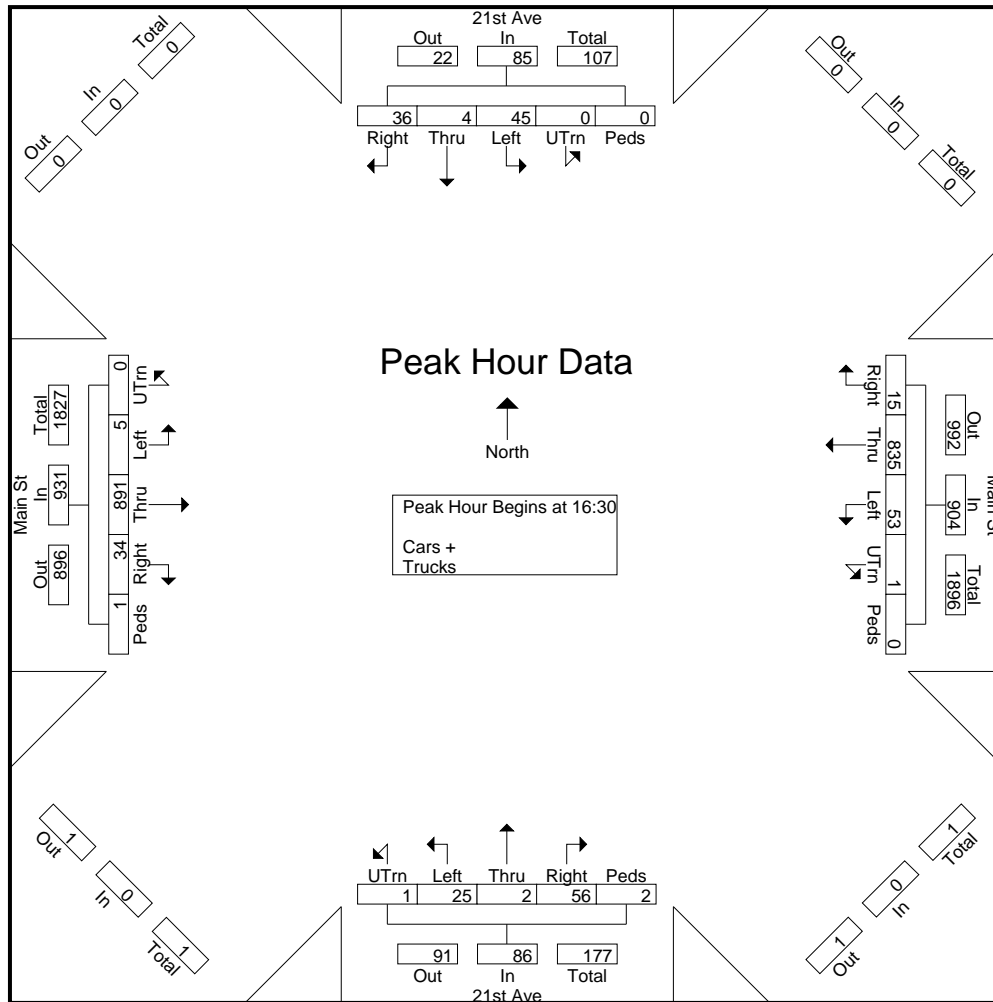 21st Ave
Out In Total
22 85 107
36 4 45 0 0
Right Thru Left UTrn Peds
Total
0
In
0
Out
0
Out
0
In
0
Total
0
Main St
Total In Out
1827 931 896
0 5 891 34 1
UTrn Left Thru Right Peds
Peak Hour Data
North
Peak Hour Begins at 16:30
Cars +
Trucks
Right Thru Left UTrn Peds
15 835 53 1 0
Out In Total
992 904 1896
Main St
Out
1
In
0
Total
1
Total
1
In
0
Out
1
UTrn Left Thru Right Peds
1 25 2 56 2
91 86 177
Out In Total
21st Ave